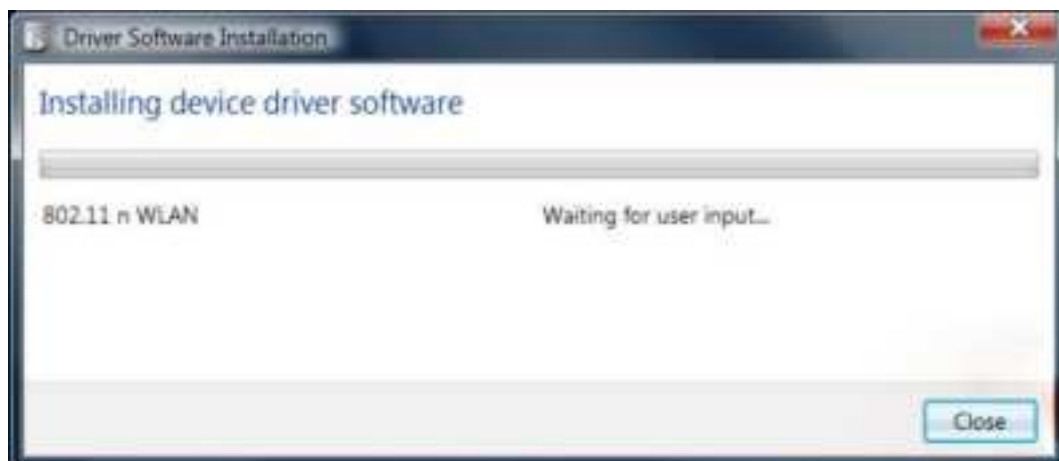 Driver Software Installation
Installing device driver software
802.11 n WLAN Waiting for user input...
Close